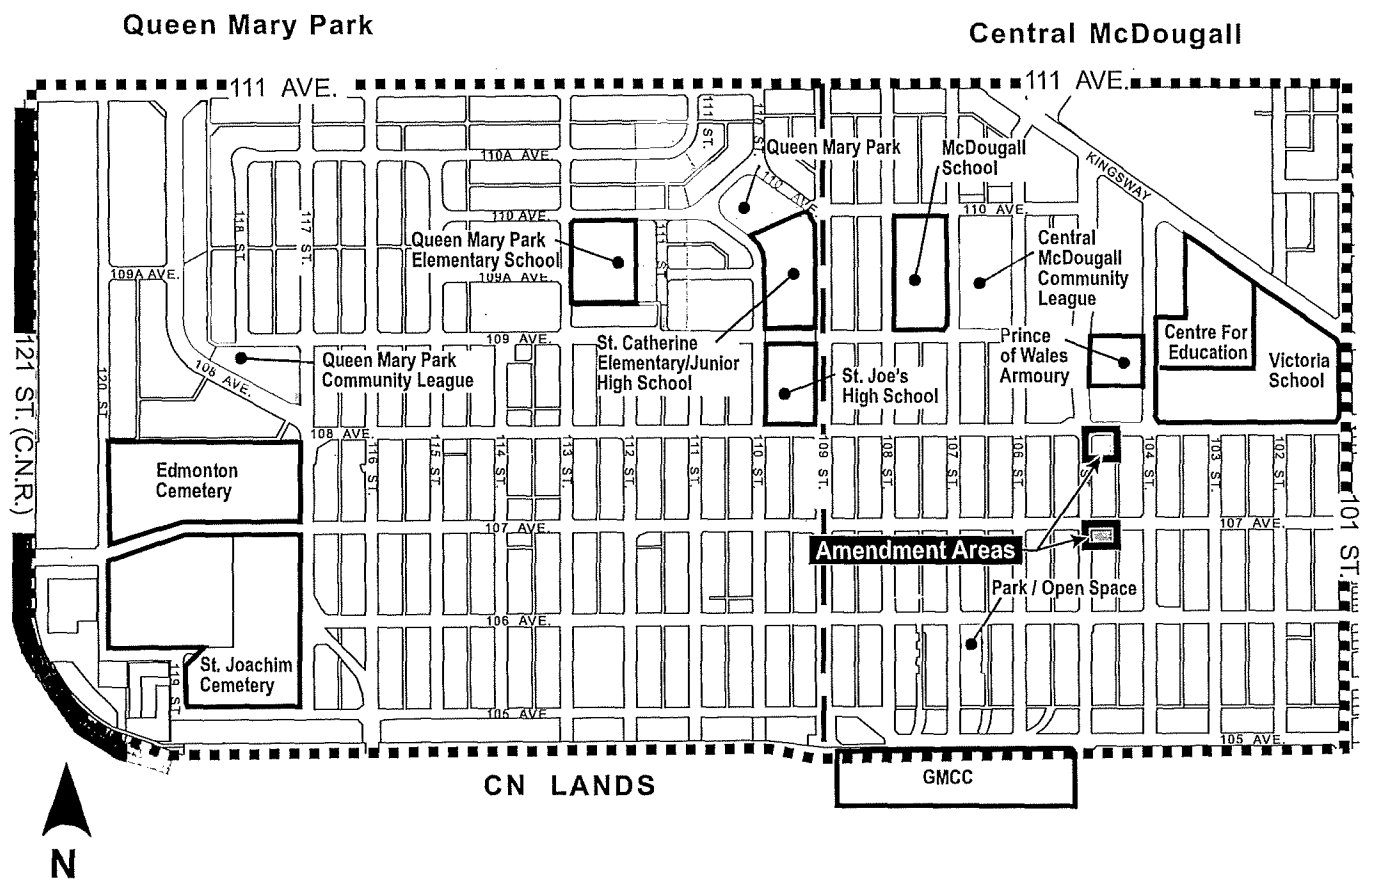 Queen Mary Park
Central McDougall
111 AVE.
111 AVE.
111 ST.
110A AVE.
Queen Mary Park
McDougall
School
KINGSWAY
110 AVE.
110 AVE.
110 AVE.
118 ST.
117 ST.
Queen Mary Park
Elementary School
Central
McDougall
Community
League
109A AVE.
109A AVE.
109 AVE.
St. Catherine
Elementary/Junior
High School
Prince
of Wales
Armoury
Centre For
Education
Victoria
School
121 ST. (C.N.R.)
108 AVE.
Queen Mary Park
Community League
St. Joe's
High School
120 ST.
108 AVE.
116 ST.
115 ST.
114 ST.
113 ST.
112 ST.
111 ST.
110 ST.
109 ST.
108 ST.
107 ST.
106 ST.
104 ST.
103 ST.
102 ST.
101 ST.
Edmonton
Cemetery
107 AVE.
107 AVE.
Amendment Areas
Park / Open Space
106 AVE.
St. Joachim
Cemetery
119 ST.
105 AVE
105 AVE.
CN LANDS
GMCC
N